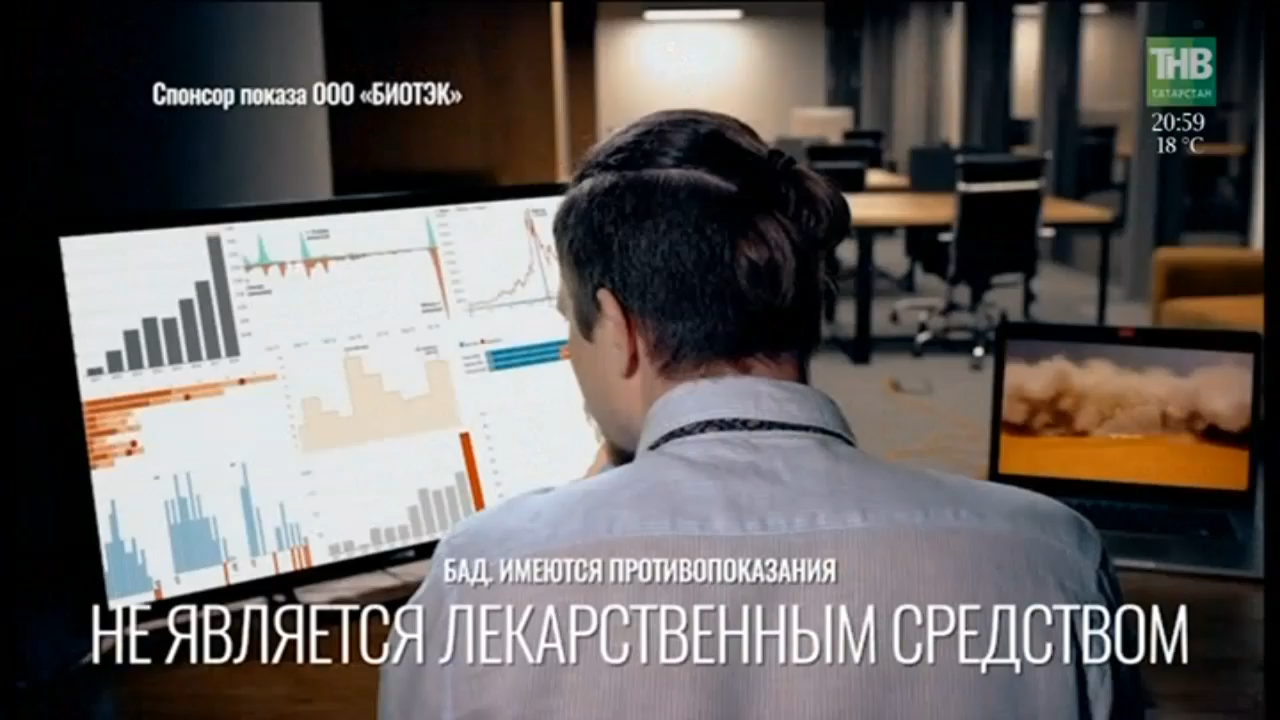 Спонсор показа ООО «БИОТЭК»
ТНВ
ТАТАРСТАН
20:59
18 °C
БАД. ИМЕЮТСЯ ПРОТИВОПОКАЗАНИЯ
НЕ ЯВЛЯЕТСЯ ЛЕКАРСТВЕННЫМ СРЕДСТВОМ